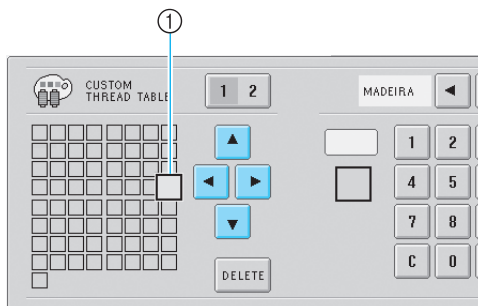 ①
CUSTOM
THREAD TABLE
1 2
MADEIRA ◀
▲
1 2
◀ ▶
4 5
▼
7 8
DELETE
C 0